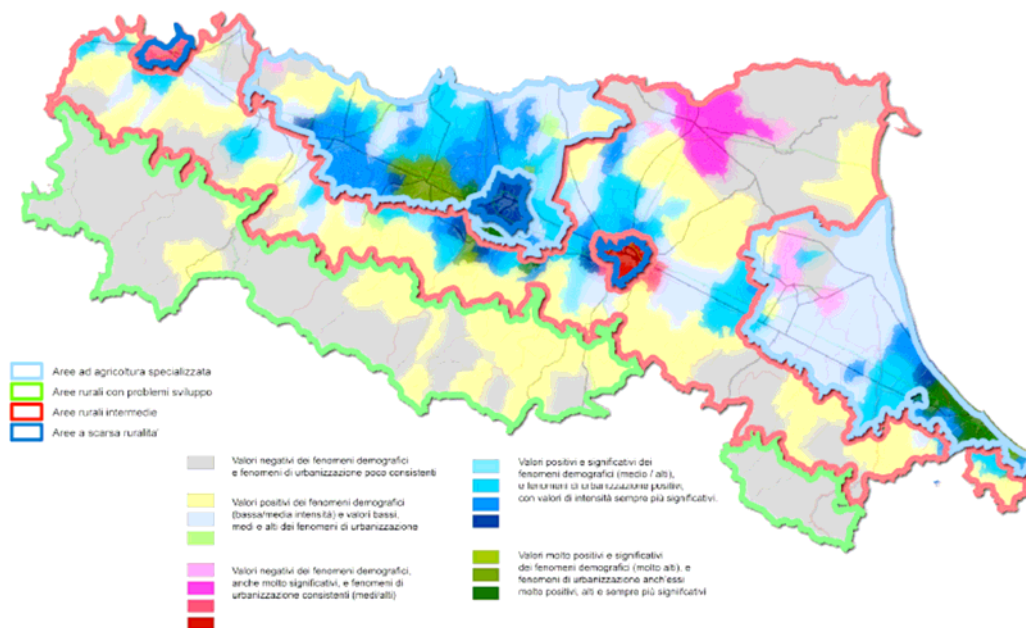 Aree ad agricoltura specializzata
Aree rurali con problemi sviluppo
Aree rurali intermedie
Aree a scarsa ruralita'
Valori negativi dei fenomeni demografici
e fenomeni di urbanizzazione poco consistenti
Valori positivi dei fenomeni demografici
(bassa/media intensità) e valori bassi,
medi e alti dei fenomeni di urbanizzazione
Valori negativi dei fenomeni demografici,
anche molto significativi, e fenomeni di
urbanizzazione consistenti (medi/alti)
Valori positivi e significativi dei
fenomeni demografici (medio / alti),
e fenomeni di urbanizzazione positivi,
con valori di intensità sempre più significativi.
Valori molto positivi e significativi
dei fenomeni demografici (molto alti), e
fenomeni di urbanizzazione anch'essi
molto positivi, alti e sempre più significativi